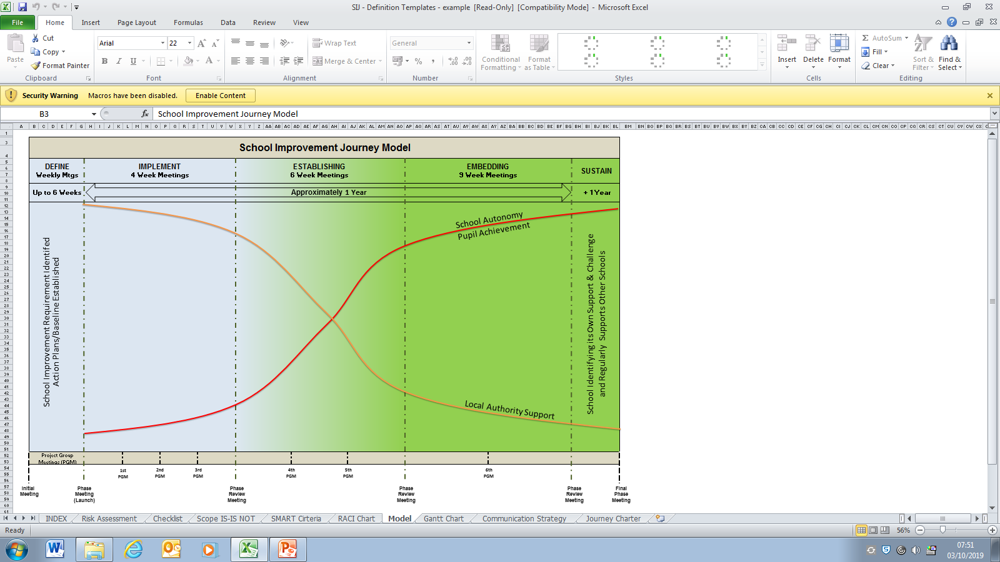 SIJ - Definition Templates - example [Read-Only] [Compatibility Mode] - Microsoft Excel
File Home Insert Page Layout Formulas Data Review View
Paste
Cut
Copy
Format Painter
Clipboard
Arial 22
B I U
Font
Wrap Text
Merge & Center
Alignment
General
Number
Conditional Formatting
Format as Table
Styles
Insert Delete Format
Cells
AutoSum
Fill
Clear
Sort & Filter
Find & Select
Editing
Security Warning Macros have been disabled. Enable Content
B3 fx School Improvement Journey Model
School Improvement Journey Model
DEFINE
Weekly Mtgs
IMPLEMENT
4 Week Meetings
ESTABLISHING
6 Week Meetings
EMBEDDING
9 Week Meetings
SUSTAIN
Up to 6 Weeks
Approximately 1 Year
+ 1 Year
School Improvement Requirement Identifed
Action Plans/Baseline Established
School Autonomy
Pupil Achievement
Local Authority Support
School Identifying its Own Support & Challenge
and Regularly Supports Other Schools
Project Group
Meetings (PGM)
1st
PGM
2nd
PGM
3rd
PGM
4th
PGM
5th
PGM
6th
PGM
Initial
Meeting
Phase
Meeting
(Launch)
Phase
Review
Meeting
Phase
Review
Meeting
Phase
Review
Meeting
Final
Phase
Meeting
INDEX Risk Assessment Checklist Scope IS-IS NOT SMART Cirteria RACI Chart Model Gantt Chart Communication Strategy Journey Charter
Ready 56%
07:51
03/10/2019